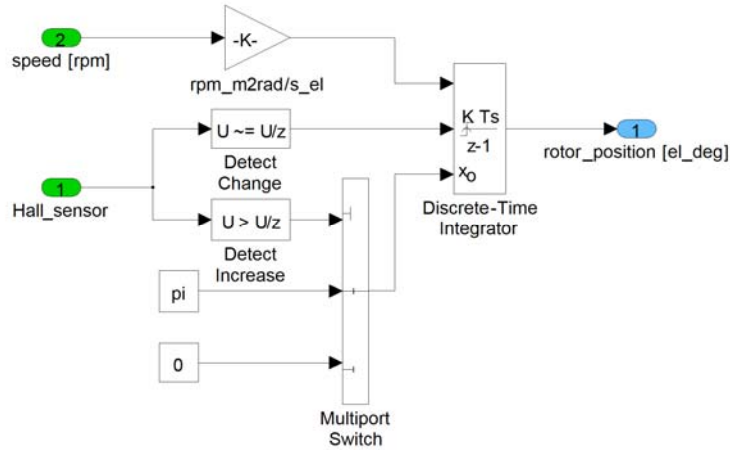 2
speed [rpm]
-K-
rpm_m2rad/s_el
K Ts
z-1
xo
Discrete-Time
Integrator
1
rotor_position [el_deg]
U ~= U/z
Detect
Change
1
Hall_sensor
U > U/z
Detect
Increase
pi
0
Multiport
Switch